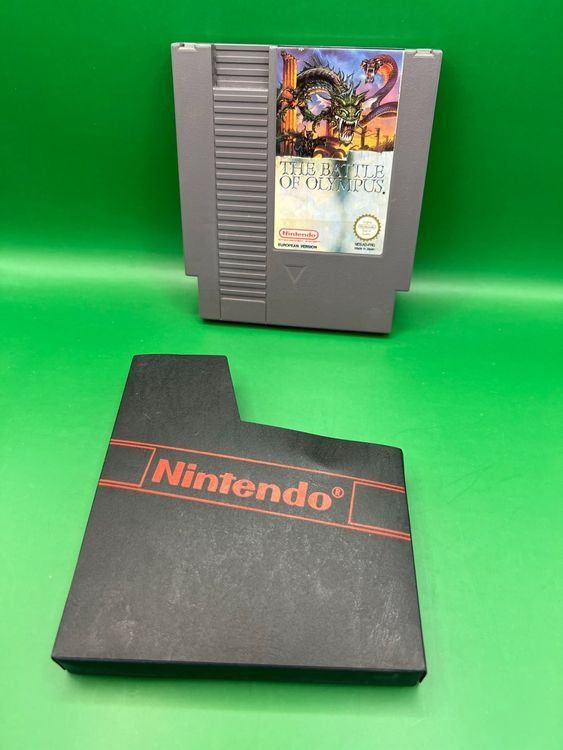 THE BATTLE
OF OLYMPUS.
Nintendo
EUROPEAN VERSION
Nintendo®